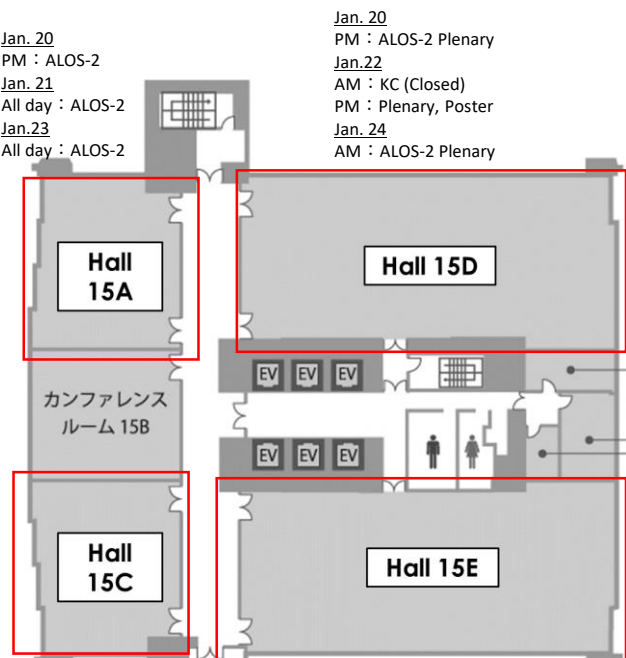 Jan. 20
PM：ALOS-2
Jan. 21
All day：ALOS-2
Jan.23
All day：ALOS-2
Jan. 20
PM：ALOS-2 Plenary
Jan.22
AM：KC (Closed)
PM：Plenary, Poster
Jan. 24
AM：ALOS-2 Plenary
Hall
15A
Hall 15D
EV EV EV
カンファレンス
ルーム 15B
EV EV EV
Hall
15C
Hall 15E